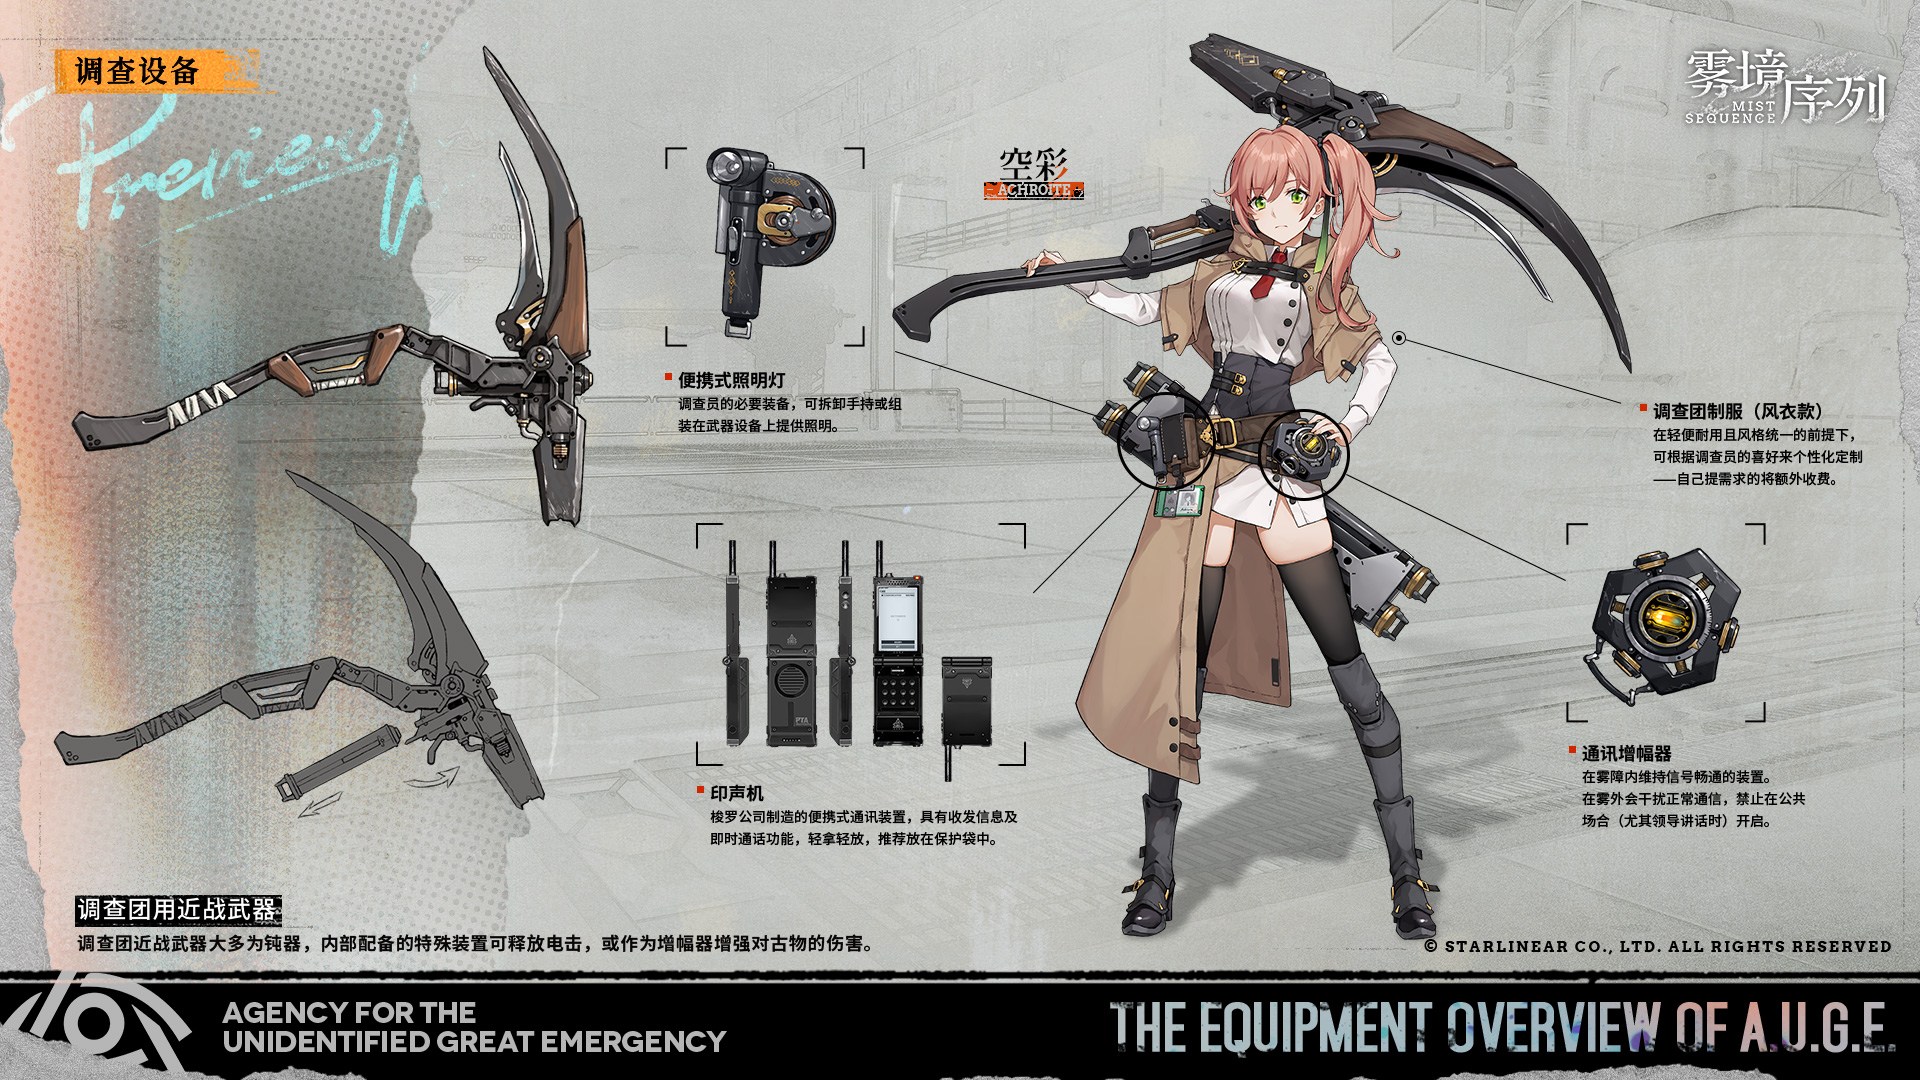 调查设备
Preview
雾境序列
MIST
SEQUENCE
空彩
ACHROITE
便携式照明灯
调查员的必要装备，可拆卸手持或组
装在武器设备上提供照明。
调查团制服（风衣款）
在轻便耐用且风格统一的前提下，
可根据调查员的喜好来个性化定制
——自己提需求的将额外收费。
印声机
梭罗公司制造的便携式通讯装置，具有收发信息及
即时通话功能，轻拿轻放，推荐放在保护袋中。
PTA
通讯增幅器
在雾障内维持信号畅通的装置。
在雾外会干扰正常通信，禁止在公共
场合（尤其领导讲话时）开启。
调查团用近战武器
调查团近战武器大多为钝器，内部配备的特殊装置可释放电击，或作为增幅器增强对古物的伤害。
© STARLINEAR CO., LTD. ALL RIGHTS RESERVED
AGENCY FOR THE
UNIDENTIFIED GREAT EMERGENCY
THE EQUIPMENT OVERVIEW OF A.U.G.E.